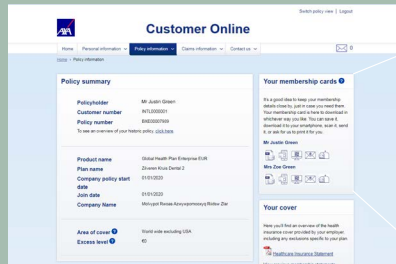 Switch policy view | Logout
AXA
Customer Online
Home
Personal information
Policy information
Claims information
Contact us
0
Home > Policy information
Policy summary
Policyholder Mr Justin Green
Customer number INTL0000001
Policy number
To see an overview of your historic policy, click here.
Product name Global Health Plan Enterprise EUR
Plan name
Company policy start date 01/01/2020
Join date 01/01/2020
Company Name
Area of cover World wide excluding USA
Excess level €0
Your membership cards
It's a good idea to keep your membership
details close by, just in case you need them.
Your membership card is here to download in
whichever way you like. You can save it,
download it to your smartphone, scan it, send
it, or ask for us to print it for you.
Mr Justin Green
Mrs Zoe Green
Your cover
Here you'll find an overview of the health
insurance cover provided by your employer,
including any exclusions specific to your plan
Healthcare Insurance Statement